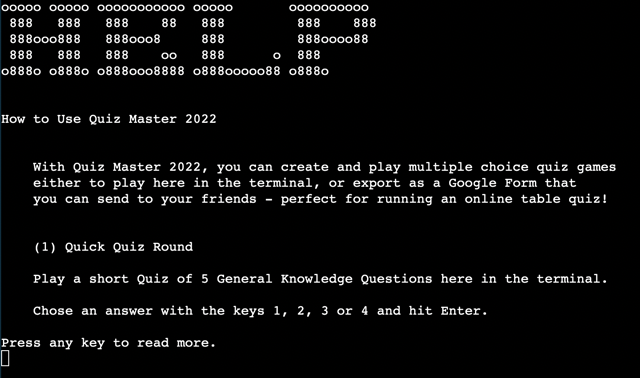 ooooo ooooo ooooooooooo ooooo       oooooooooo
 888   888   888    88   888         888    888
 888ooo888   888ooo8     888         888oooo88
 888   888   888    oo   888      o  888
o888o o888o o888ooo8888 o888ooooo88 o888o
How to Use Quiz Master 2022
With Quiz Master 2022, you can create and play multiple choice quiz games
either to play here in the terminal, or export as a Google Form that
you can send to your friends - perfect for running an online table quiz!
(1) Quick Quiz Round
Play a short Quiz of 5 General Knowledge Questions here in the terminal.
Chose an answer with the keys 1, 2, 3 or 4 and hit Enter.
Press any key to read more.